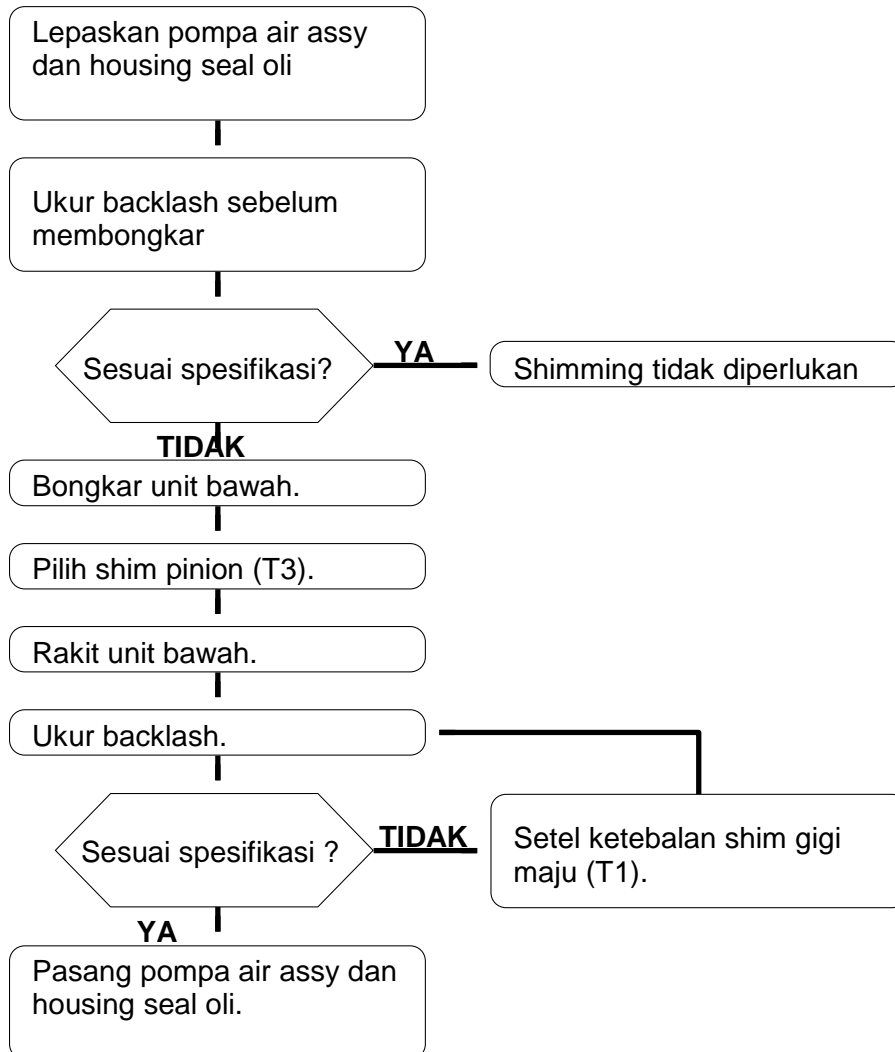 Lepaskan pompa air assy
dan housing seal oli
Ukur backlash sebelum
membongkar
Sesuai spesifikasi?
YA
Shimming tidak diperlukan
TIDAK
Bongkar unit bawah.
Pilih shim pinion (T3).
Rakit unit bawah.
Ukur backlash.
Sesuai spesifikasi ?
TIDAK
Setel ketebalan shim gigi
maju (T1).
YA
Pasang pompa air assy dan
housing seal oli.